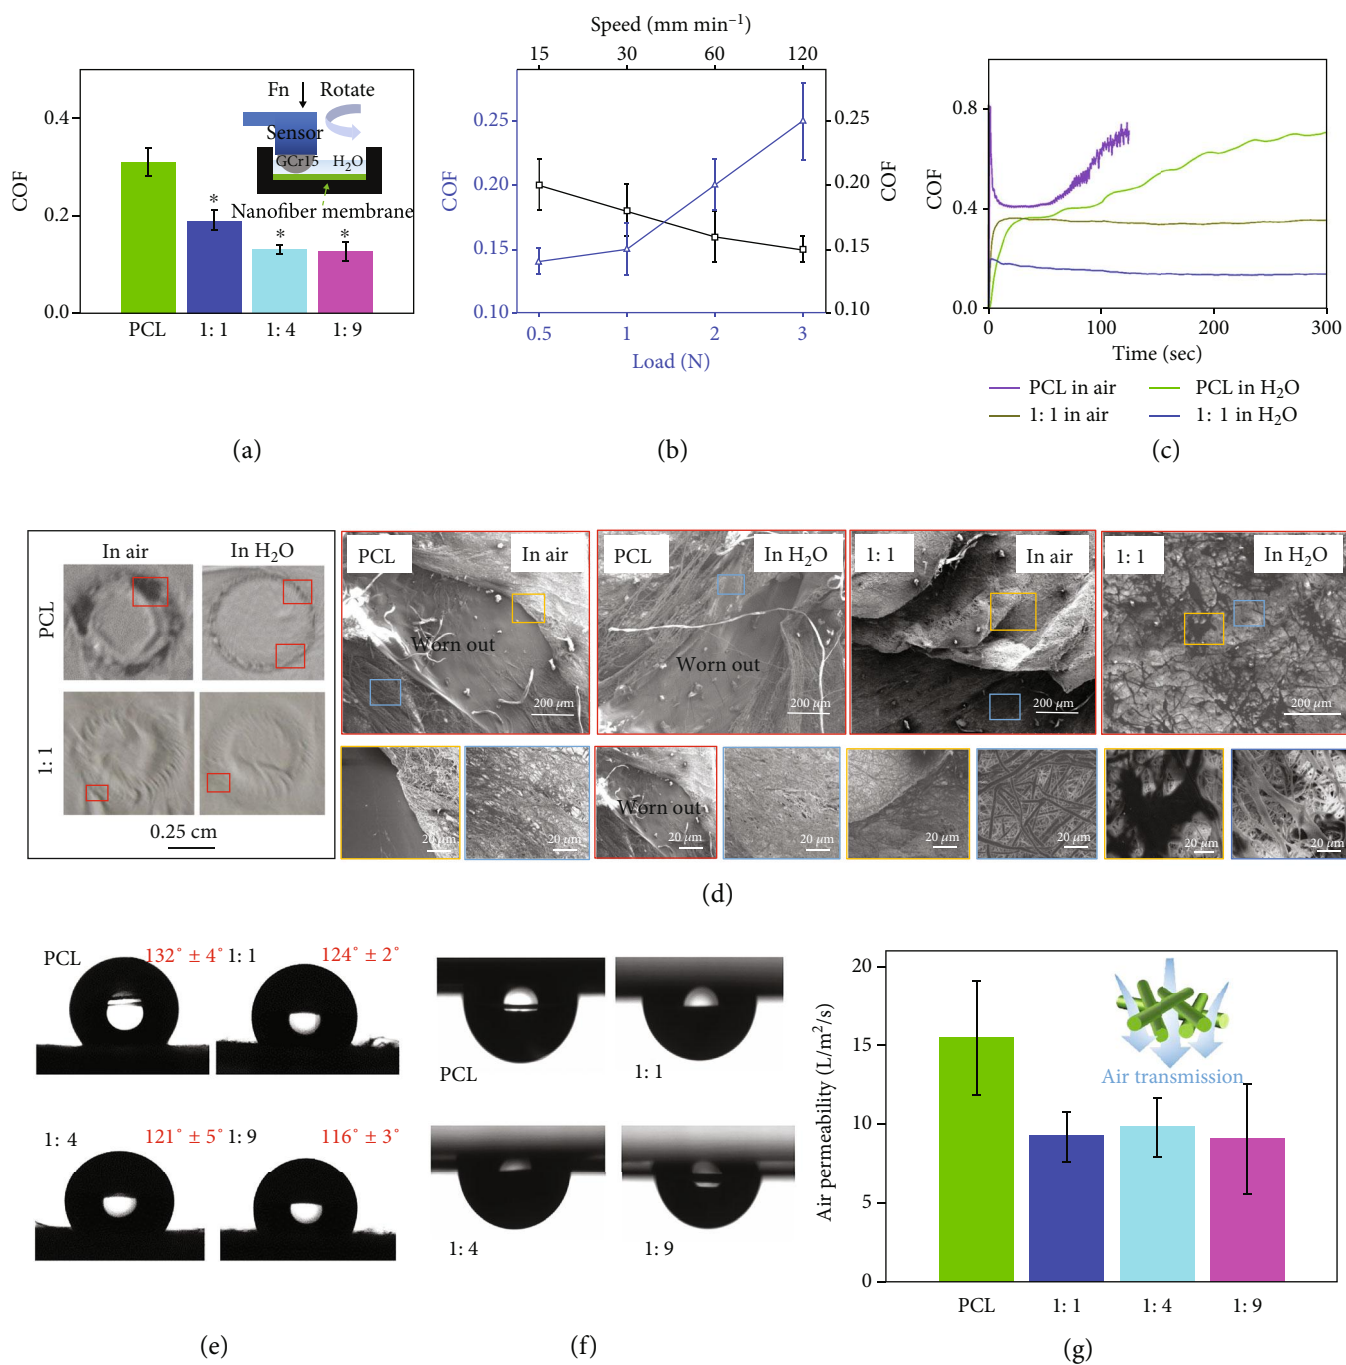 Fn
Rotate
Sensor
GCr15
H₂O
Nanofiber membrane
COF
0.4
0.2
0.0
*
*
*
PCL
1: 1
1: 4
1: 9
(a)
Speed (mm min⁻¹)
15
30
60
120
COF
0.25
0.20
0.15
0.10
0.25
0.20
0.15
0.10
COF
0.5
1
2
3
Load (N)
(b)
COF
0.8
0.4
0.0
0
100
200
300
Time (sec)
PCL in air
PCL in H₂O
1: 1 in air
1: 1 in H₂O
(c)
In air
In H₂O
PCL
1: 1
0.25 cm
PCL
In air
Worn out
200 μm
PCL
In H₂O
Worn out
200 μm
1: 1
In air
200 μm
1: 1
In H₂O
200 μm
20 μm
20 μm
Worn out
20 μm
20 μm
20 μm
20 μm
20 μm
20 μm
(d)
PCL
132° ± 4°
1: 1
124° ± 2°
1: 4
121° ± 5°
1: 9
116° ± 3°
(e)
PCL
1: 1
1: 4
1: 9
(f)
Air permeability (L/m²/s)
20
15
10
5
0
Air transmission
PCL
1: 1
1: 4
1: 9
(g)